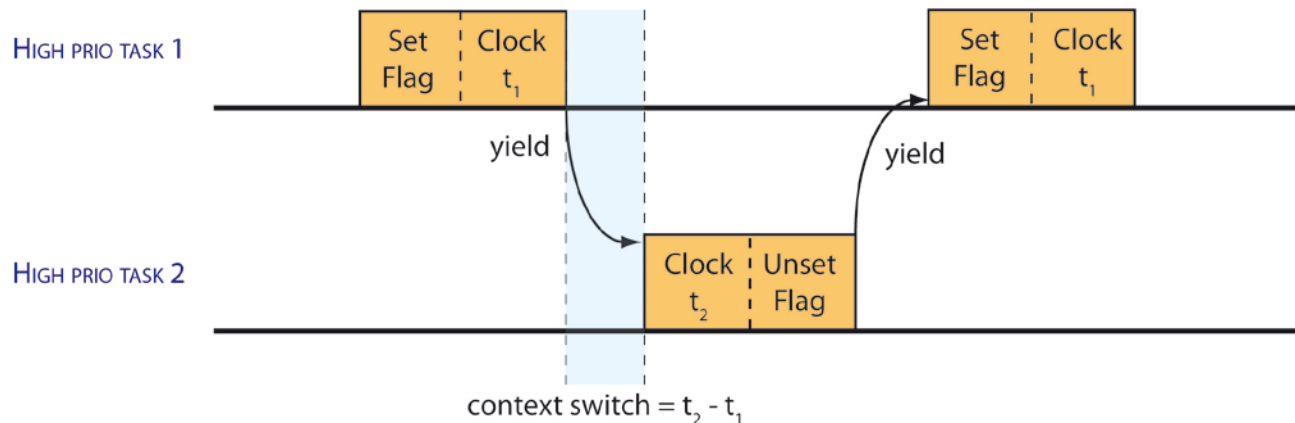 HIGH PRIO TASK 1
Set Flag
Clock t₁
Set Flag
Clock t₁
yield
yield
HIGH PRIO TASK 2
Clock t₂
Unset Flag
context switch = t₂ - t₁